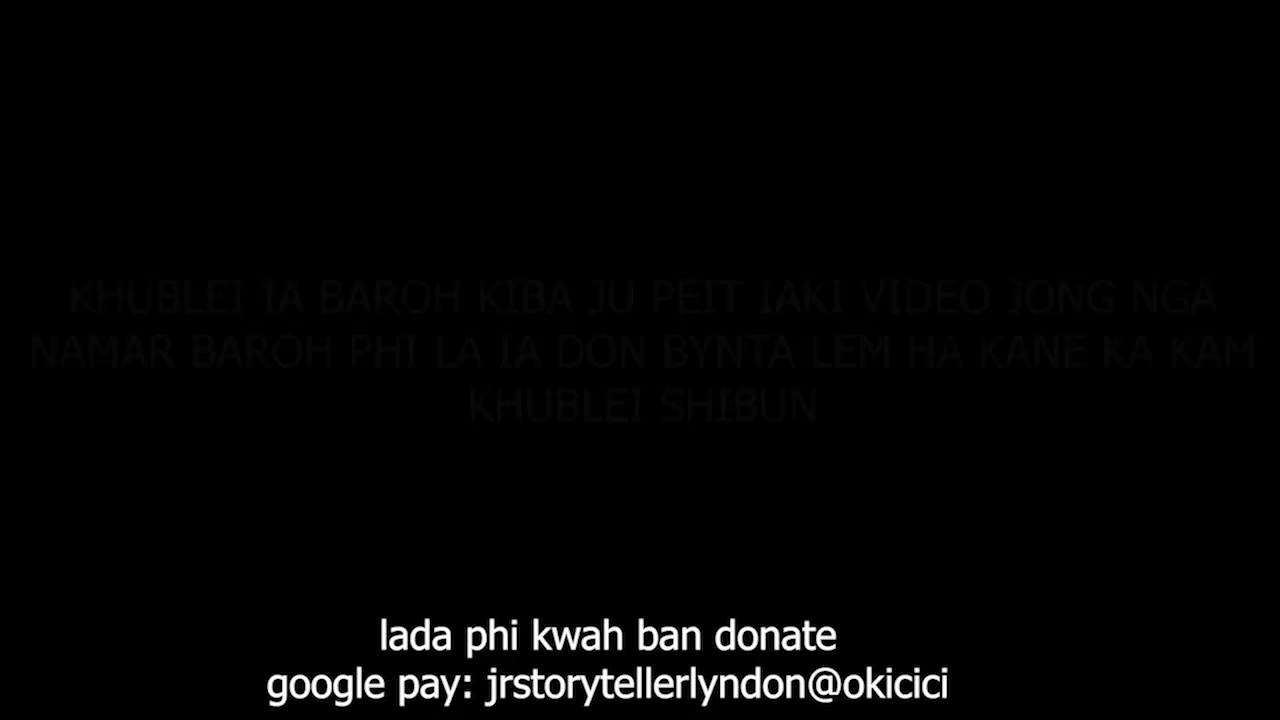 KHUBLEI IA BAROH KIBA JU PEIT IAKI VIDEO JONG NGA
NAMAR BAROH PHI LA IA DON BYNTA LEM HA KANE KA KAM
KHUBLEI SHIBUN
lada phi kwah ban donate
google pay: jrstorytellerlyndon@okicici